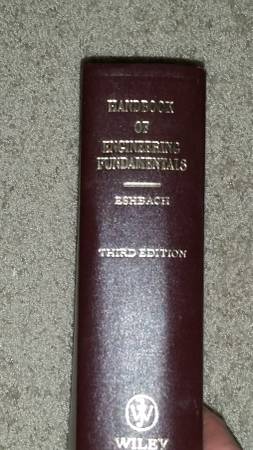 HANDBOOK
OF
ENGINEERING
FUNDAMENTALS
ESHBACH
THIRD EDITION
W
WILEY